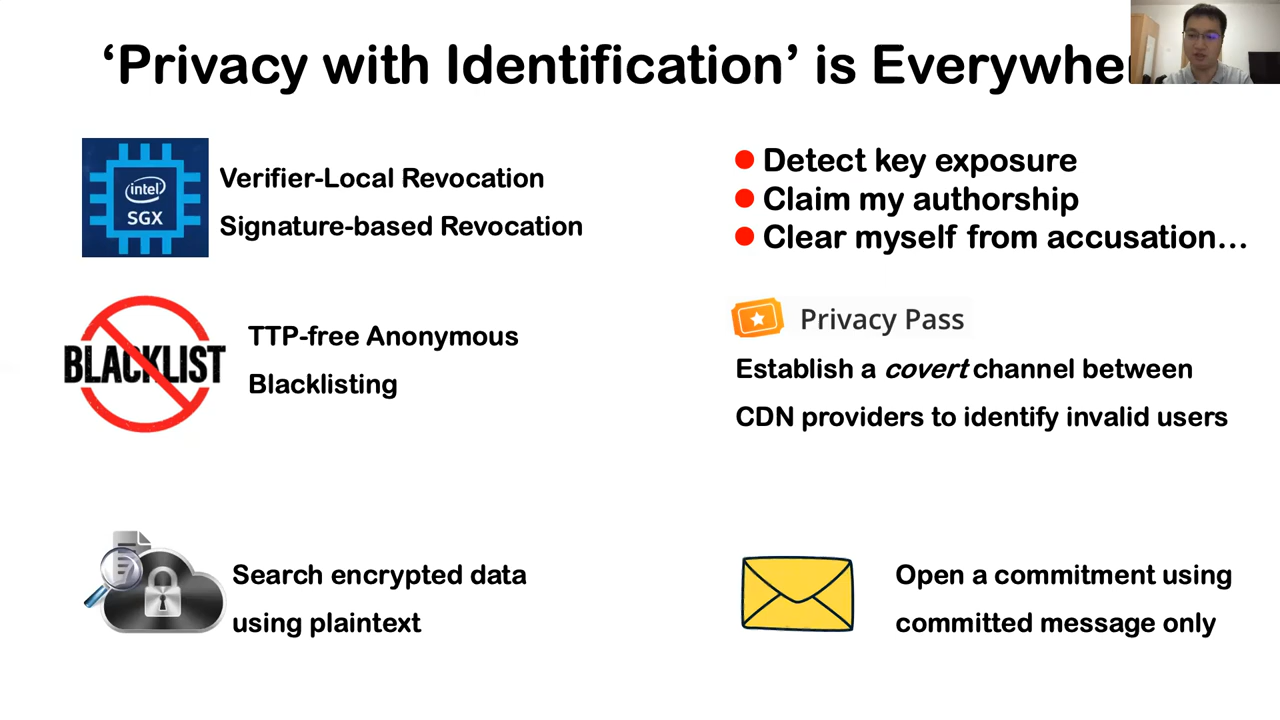 ‘Privacy with Identification’ is
intel
SGX
Verifier-Local Revocation
Signature-based Revocation
Detect key exposure
Claim my authorship
Clear myself from accusation...
BLACKLIST
TTP-free Anonymous
Blacklisting
Privacy Pass
Establish a covert channel between
CDN providers to identify invalid users
Search encrypted data
using plaintext
Open a commitment using
committed message only